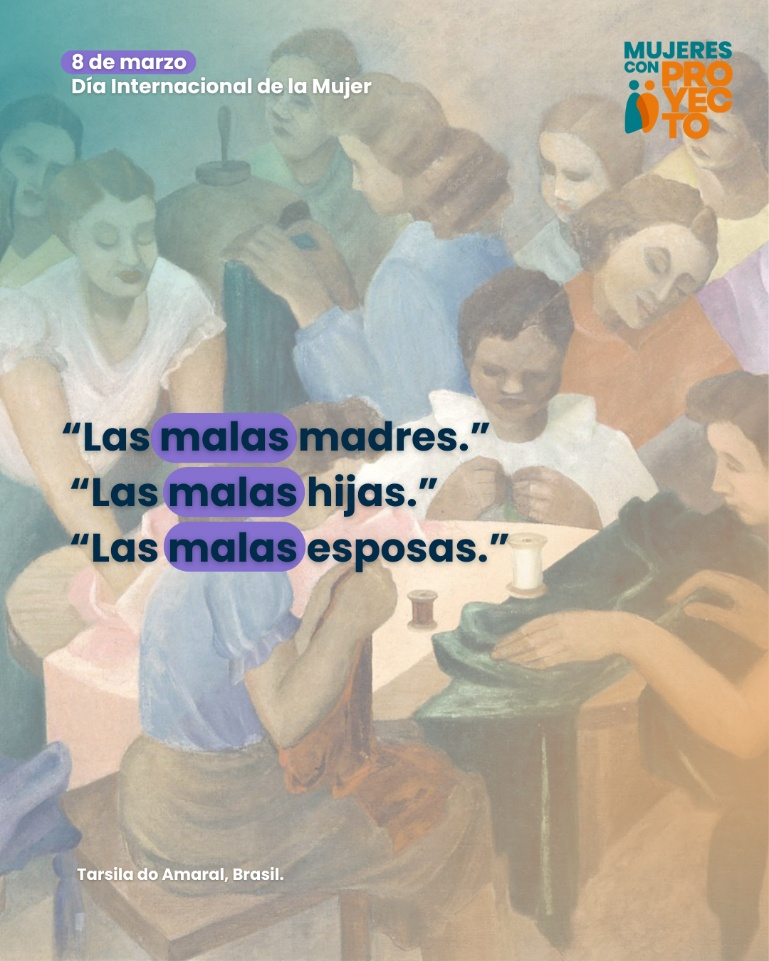 8 de marzo
Día Internacional de la Mujer
MUJERES
CON PRO
YEC
TO
“Las malas madres.”
“Las malas hijas.”
“Las malas esposas.”
Tarsila do Amaral, Brasil.